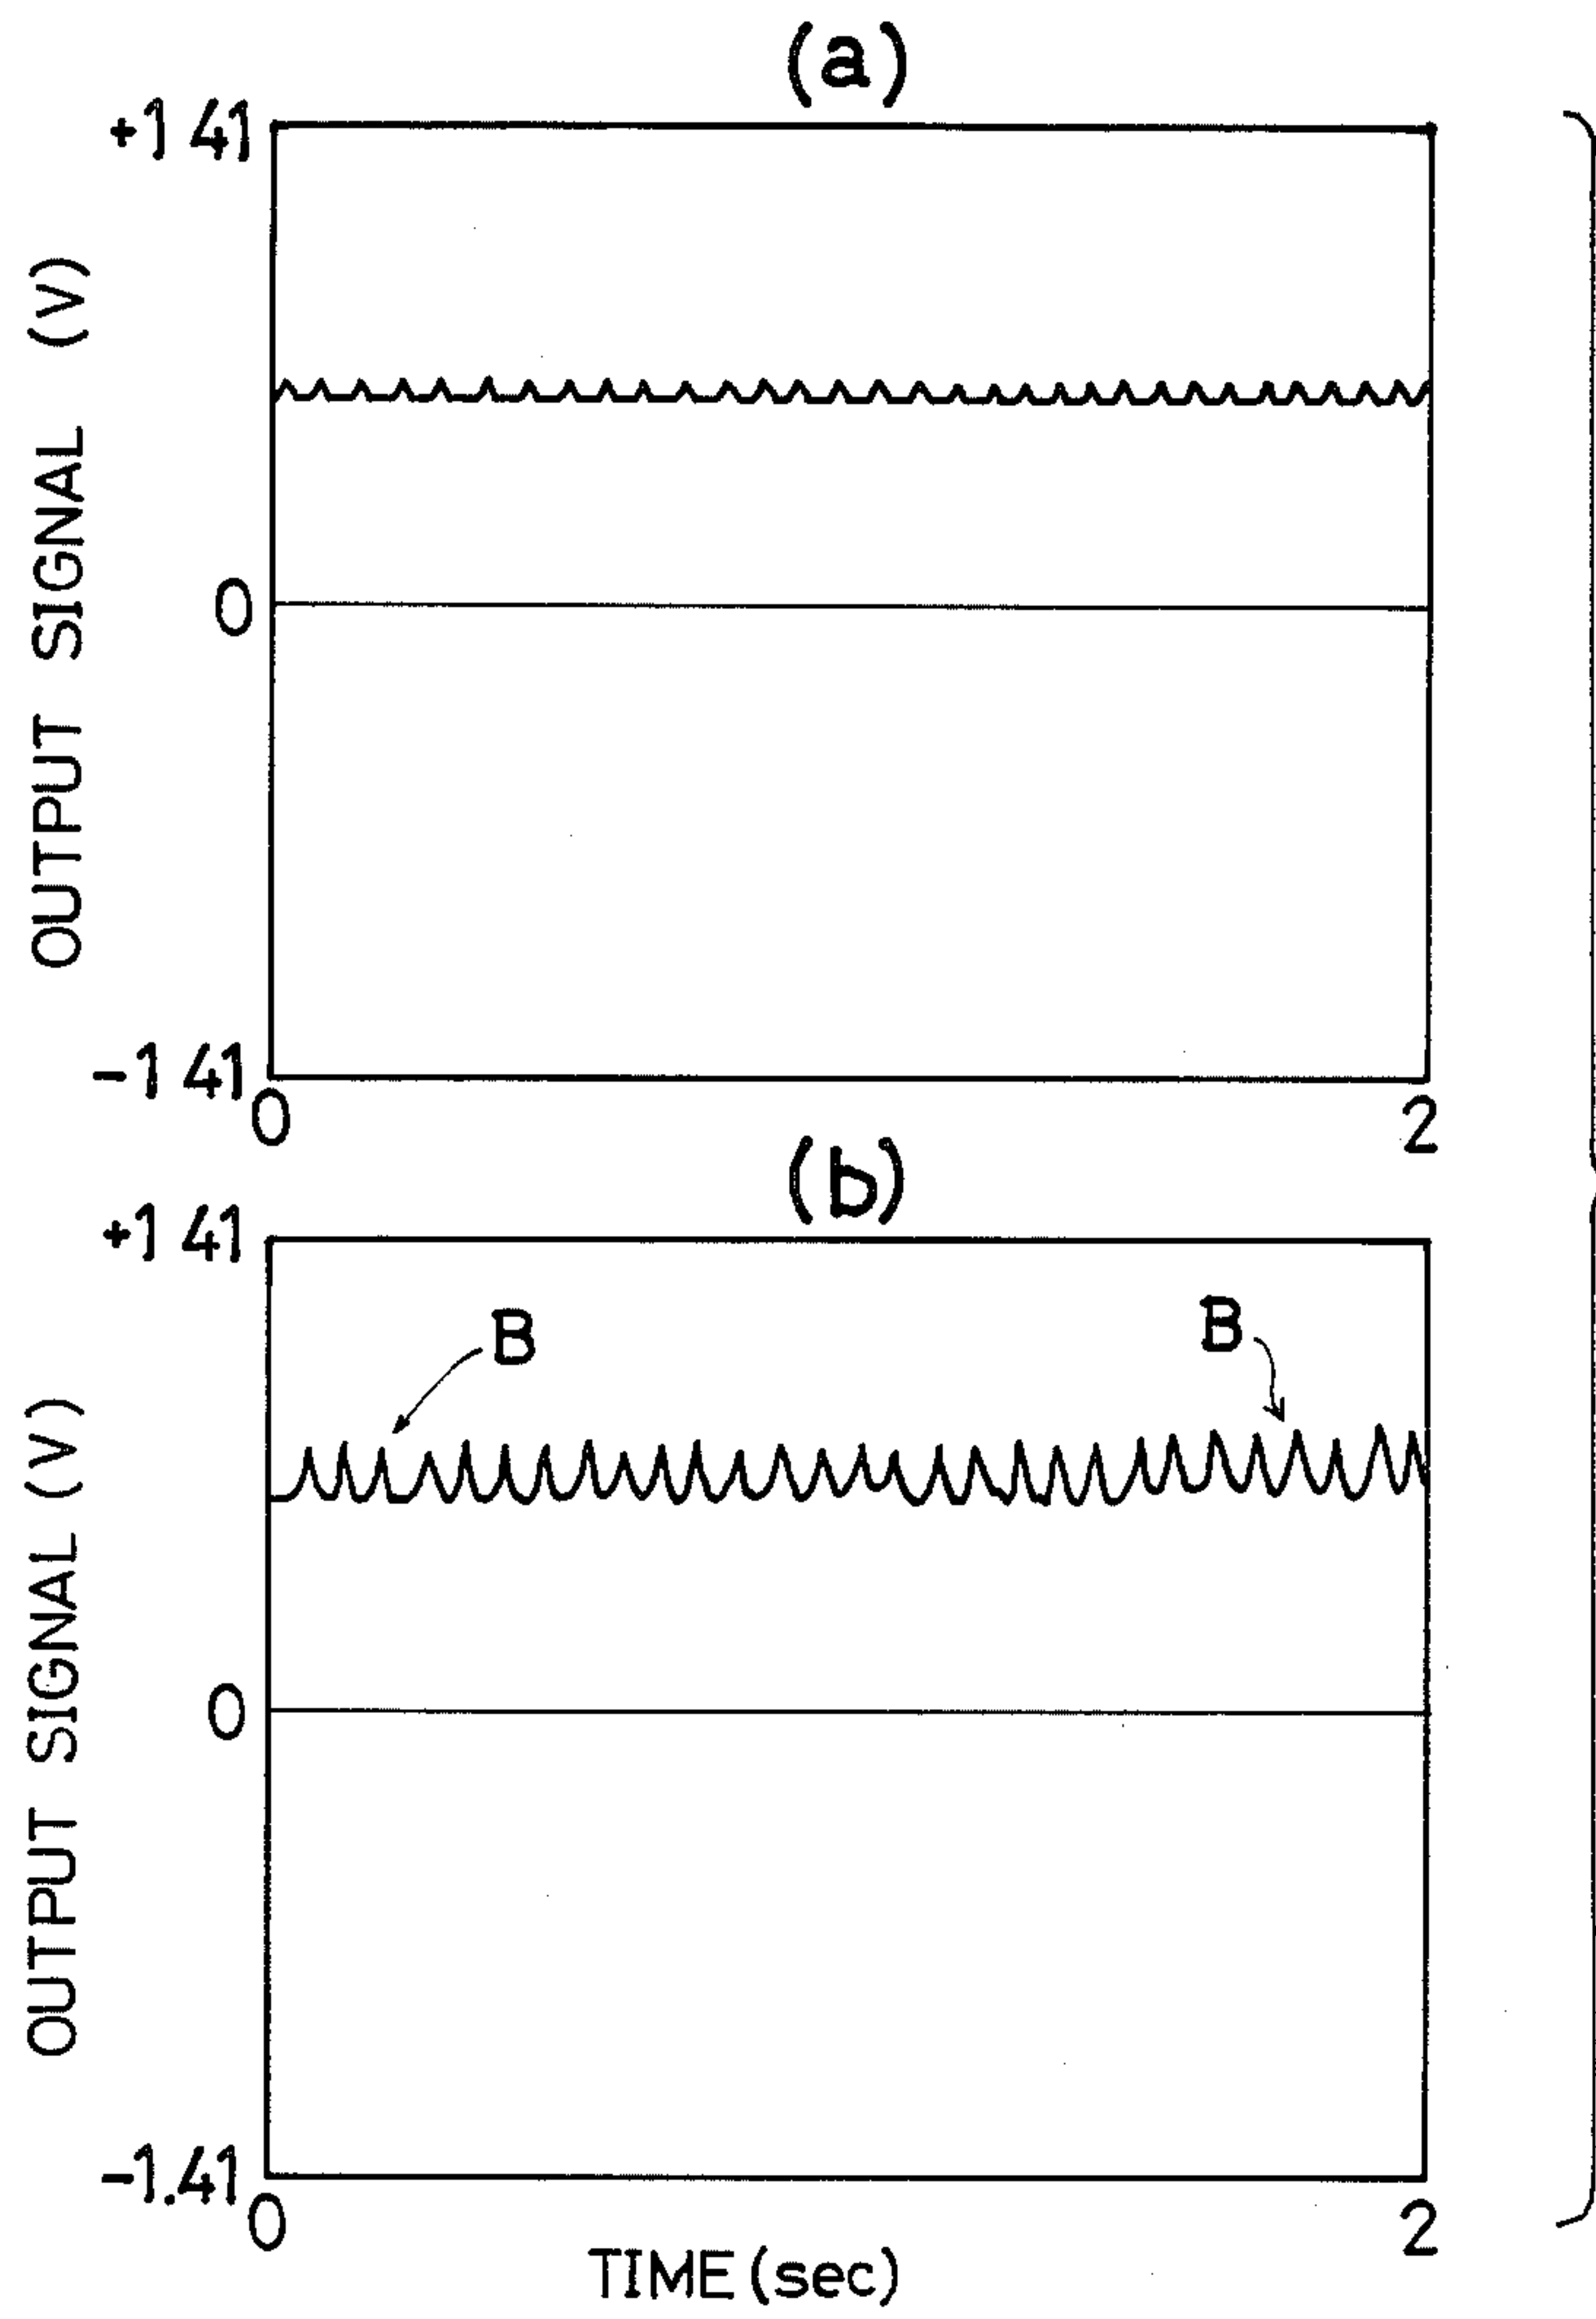 (a)
+1 41
OUTPUT SIGNAL (V)
0
-1 41
0
2
(b)
+1 41
B
B
OUTPUT SIGNAL (V)
0
-1.41
0
2
TIME (sec)